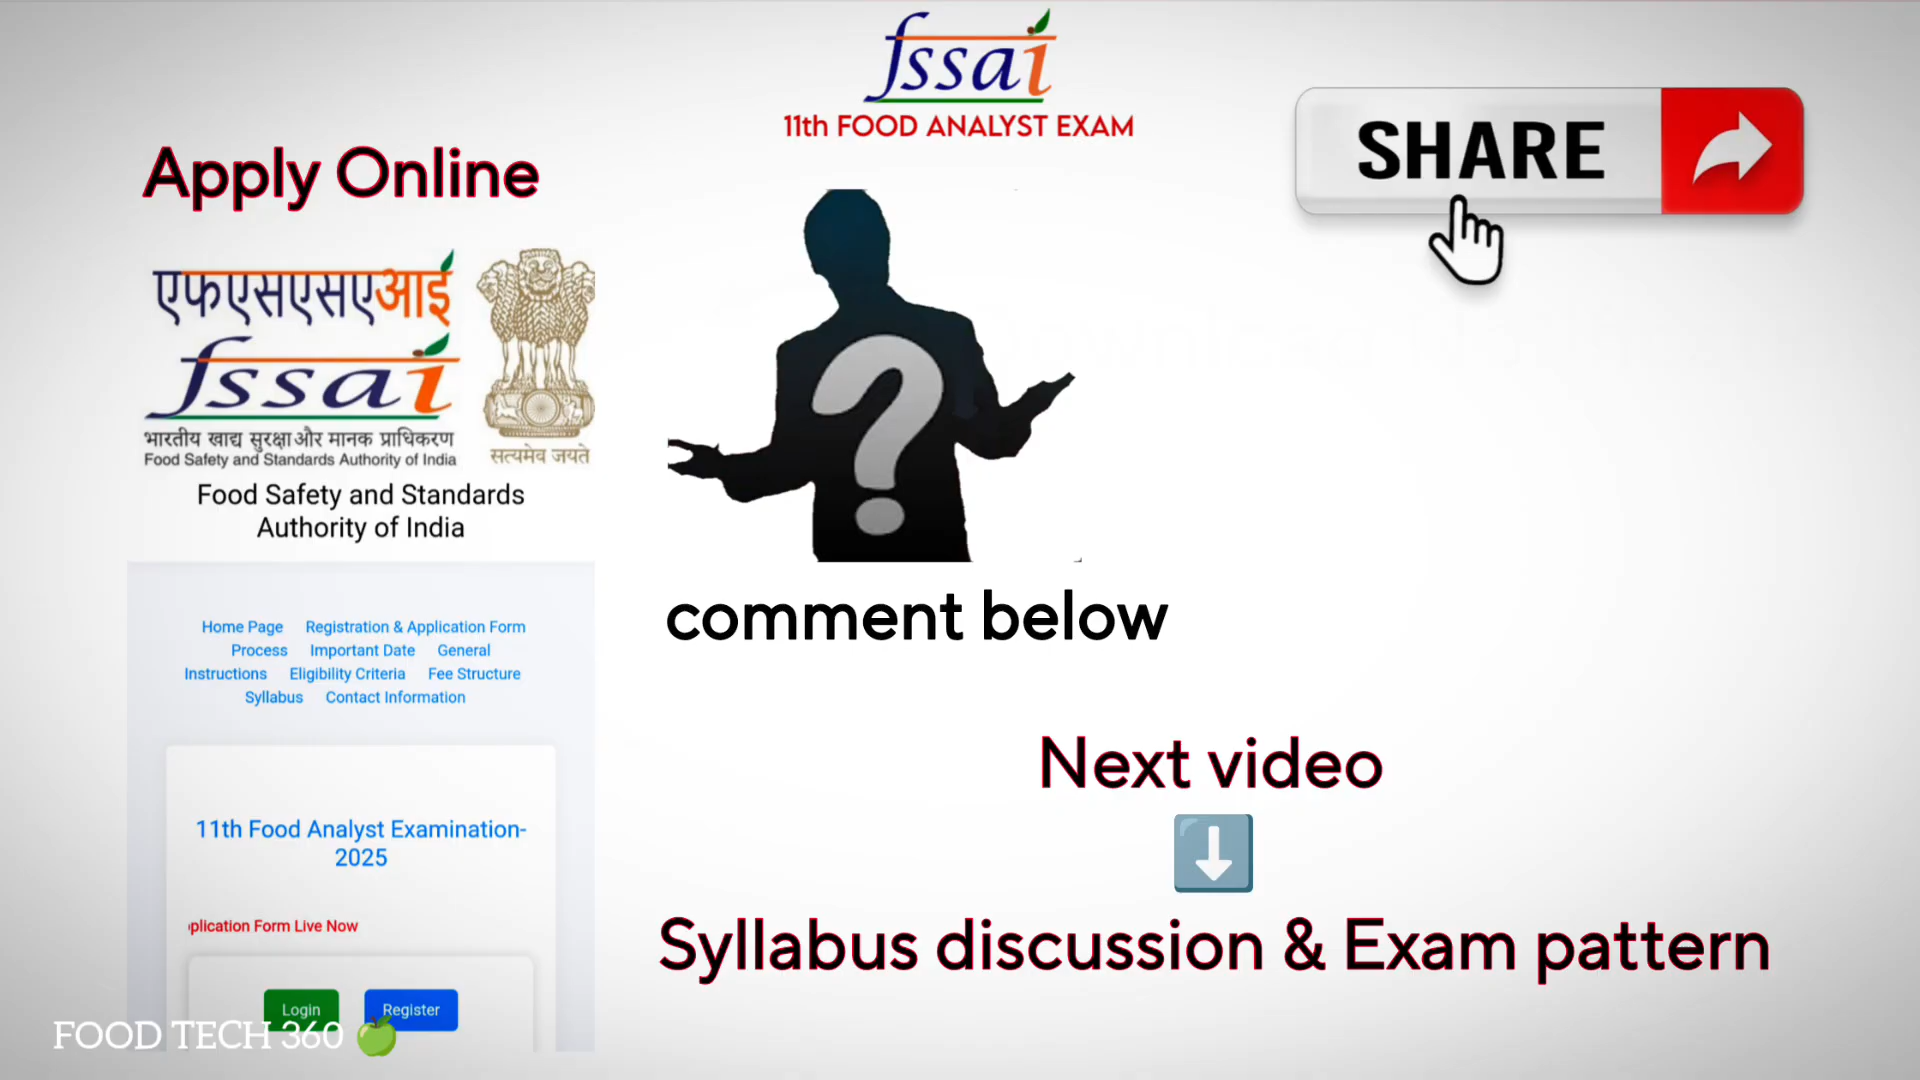 fssai
11th FOOD ANALYST EXAM
SHARE
Apply Online
एफएसएसएआई
fssai
भारतीय खाद्य सुरक्षा और मानक प्राधिकरण
Food Safety and Standards Authority of India
सत्यमेव जयते
Food Safety and Standards
Authority of India
?
comment below
Home Page Registration & Application Form
Process Important Date General
Instructions Eligibility Criteria Fee Structure
Syllabus Contact Information
Next video
11th Food Analyst Examination-
2025
plication Form Live Now
Syllabus discussion & Exam pattern
Login Register
FOOD TECH 360